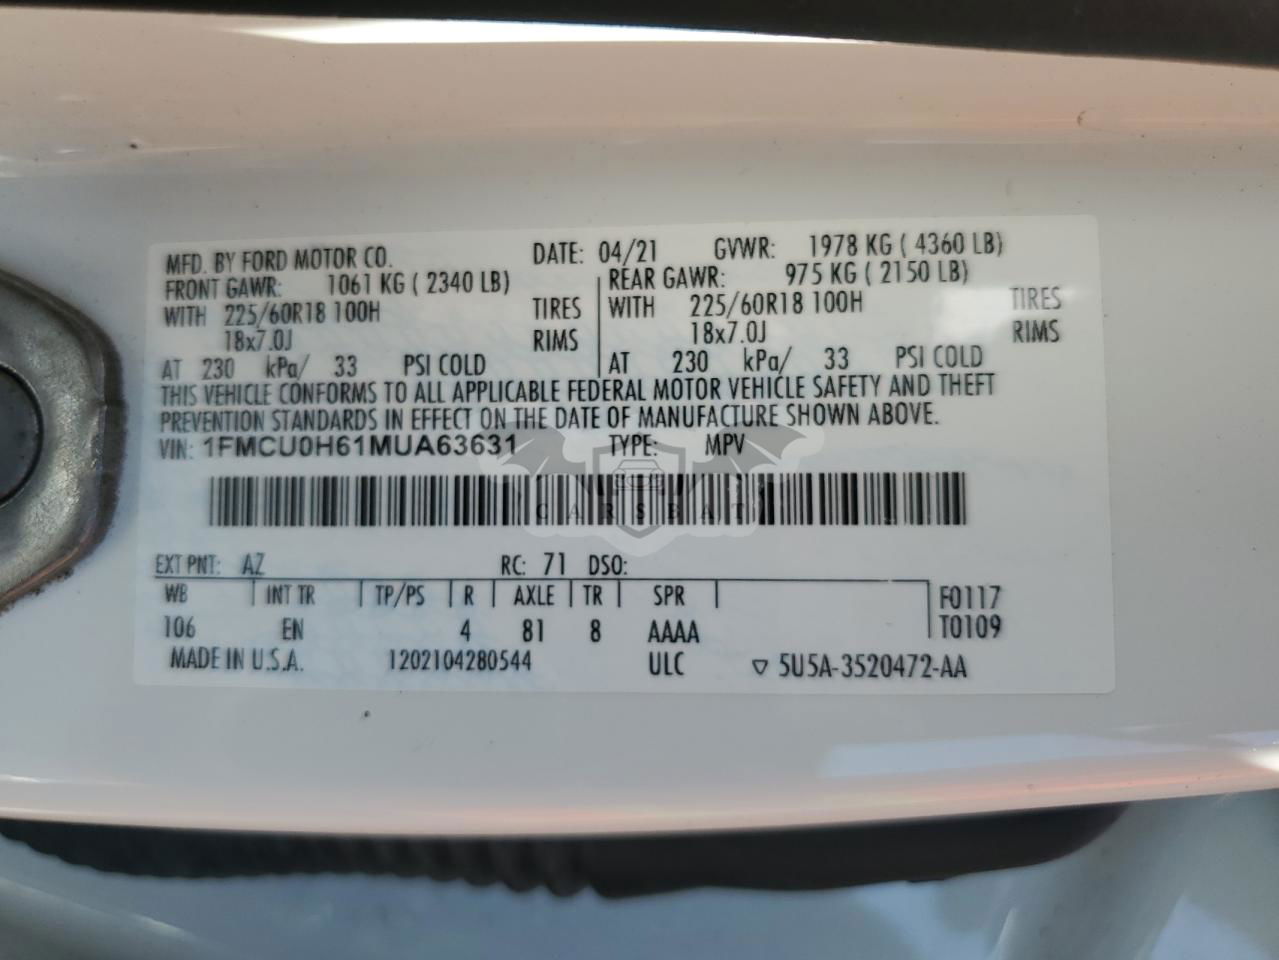 MFD. BY FORD MOTOR CO. DATE: 04/21 GVWR: 1978 KG ( 4360 LB)
FRONT GAWR: 1061 KG ( 2340 LB) REAR GAWR: 975 KG ( 2150 LB)
WITH 225/60R18 100H TIRES WITH 225/60R18 100H TIRES
18x7.0J RIMS 18x7.0J RIMS
AT 230 kPa/ 33 PSI COLD AT 230 kPa/ 33 PSI COLD
THIS VEHICLE CONFORMS TO ALL APPLICABLE FEDERAL MOTOR VEHICLE SAFETY AND THEFT
PREVENTION STANDARDS IN EFFECT ON THE DATE OF MANUFACTURE SHOWN ABOVE.
VIN: 1FMCU0H61MUA63631 TYPE: MPV
CARSBAT
EXT PNT: AZ RC: 71 DSO:
WB INT TR TP/PS R AXLE TR SPR F0117
106 EN 4 81 8 AAAA T0109
MADE IN U.S.A. 1202104280544 ULC ▽ 5U5A-3520472-AA